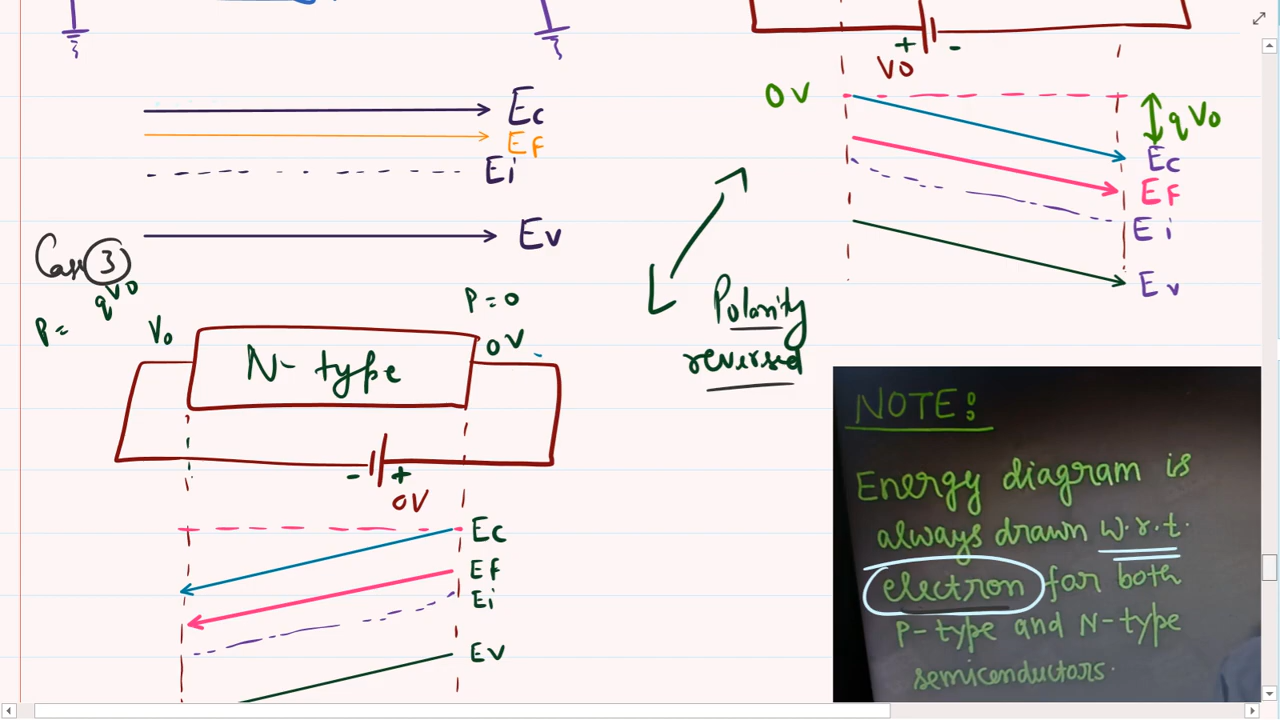 Ec
EF
Ei
Ev
+ -
V0
0V
qV0
Ec
EF
Ei
Ev
Polarity
reversed
Case 3
qV0
P =
V0
P = 0
0V
N- type
- +
0V
Ec
EF
Ei
EV
NOTE:
Energy diagram is
always drawn w.r.t.
electron for both
P-type and N-type
semiconductors.